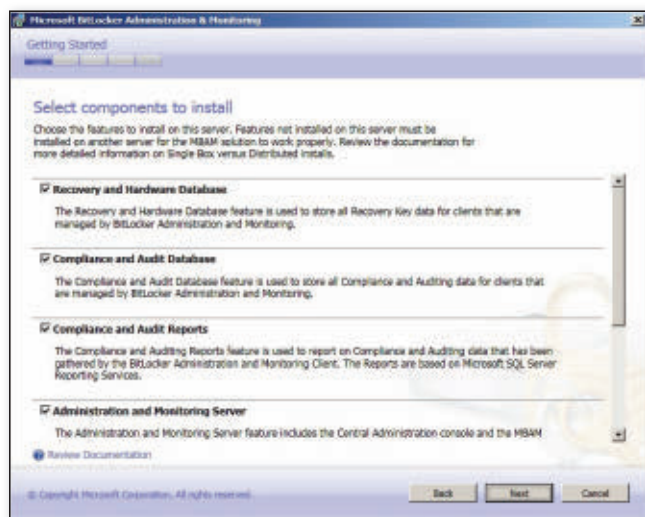 Microsoft BitLocker Administration & Monitoring
Getting Started
Select components to install
Choose the features to install on this server. Features not installed on this server must be
installed on another server for the MBAM solution to work properly. Review the documentation for
more detailed information on Single Box versus Distributed installs.
Recovery and Hardware Database
The Recovery and Hardware Database feature is used to store all Recovery Key data for clients that are
managed by BitLocker Administration and Monitoring.
Compliance and Audit Database
The Compliance and Audit Database feature is used to store all Compliance and Auditing data for clients that
are managed by BitLocker Administration and Monitoring.
Compliance and Audit Reports
The Compliance and Auditing Reports feature is used to report on Compliance and Auditing data that has been
gathered by the BitLocker Administration and Monitoring Client. The Reports are based on Microsoft SQL Server
Reporting Services.
Administration and Monitoring Server
The Administration and Monitoring Server feature includes the Central Administration console and the MBAM
Review Documentation
© Copyright Microsoft Corporation. All rights reserved.
Back
Next
Cancel